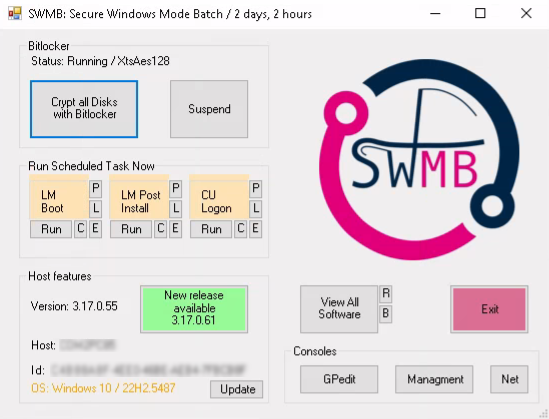 SWMB: Secure Windows Mode Batch / 2 days, 2 hours
Bitlocker
Status: Running / XtsAes128
Crypt all Disks
with Bitlocker
Suspend
Run Scheduled Task Now
LM
Boot
P
L
Run
C
E
LM Post
Install
P
L
Run
C
E
CU
Logon
P
L
Run
C
E
SWMB
Host features
Version: 3.17.0.55
New release
available
3.17.0.61
Host:
Id:
OS: Windows 10 / 22H2.5487
Update
View All
Software
R
B
Exit
Consoles
GPedit
Managment
Net